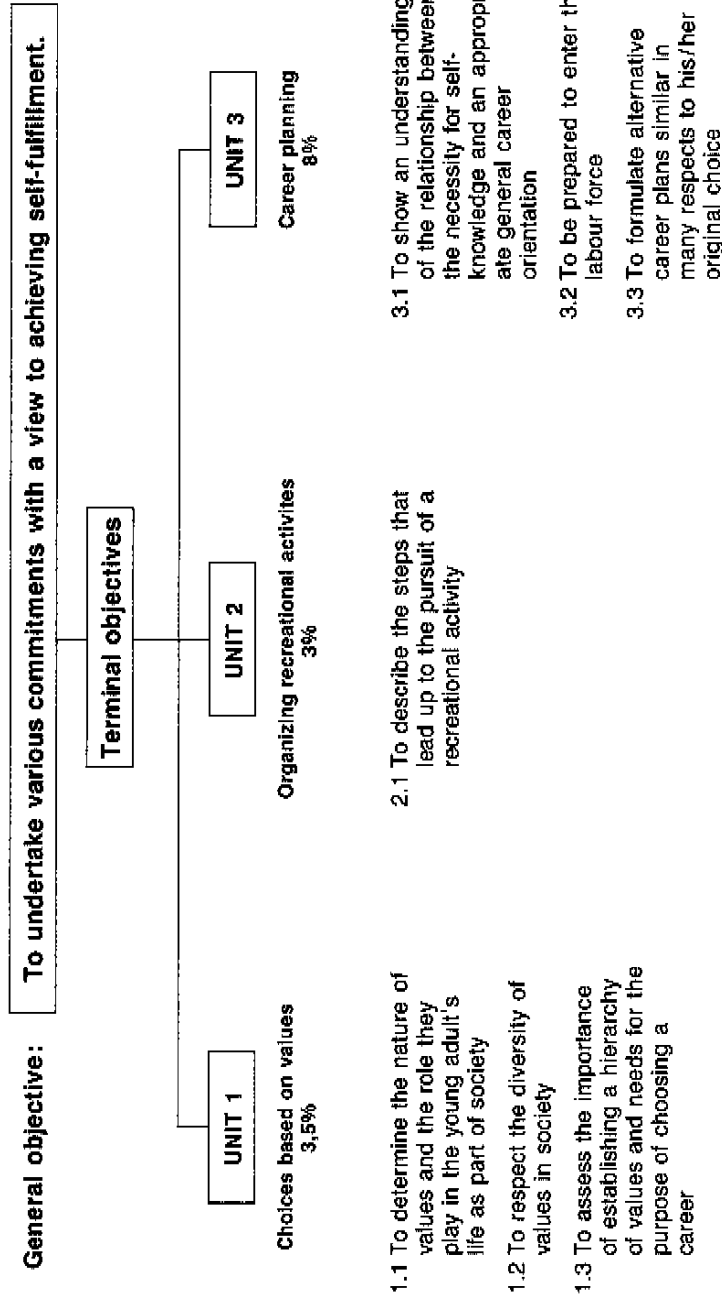 General objective:
To undertake various commitments with a view to achieving self-fulfillment.
Terminal objectives
UNIT 1
Choices based on values
3,5%
1.1 To determine the nature of
values and the role they
play in the young adult's
life as part of society
1.2 To respect the diversity of
values in society
1.3 To assess the importance
of establishing a hierarchy
of values and needs for the
purpose of choosing a
career
UNIT 2
Organizing recreational activites
3%
2.1 To describe the steps that
lead up to the pursuit of a
recreational activity
UNIT 3
Career planning
8%
3.1 To show an understanding
of the relationship between
the necessity for self-
knowledge and an appropri
ate general career
orientation
3.2 To be prepared to enter th
labour force
3.3 To formulate alternative
career plans similar in
many respects to his/her
original choice